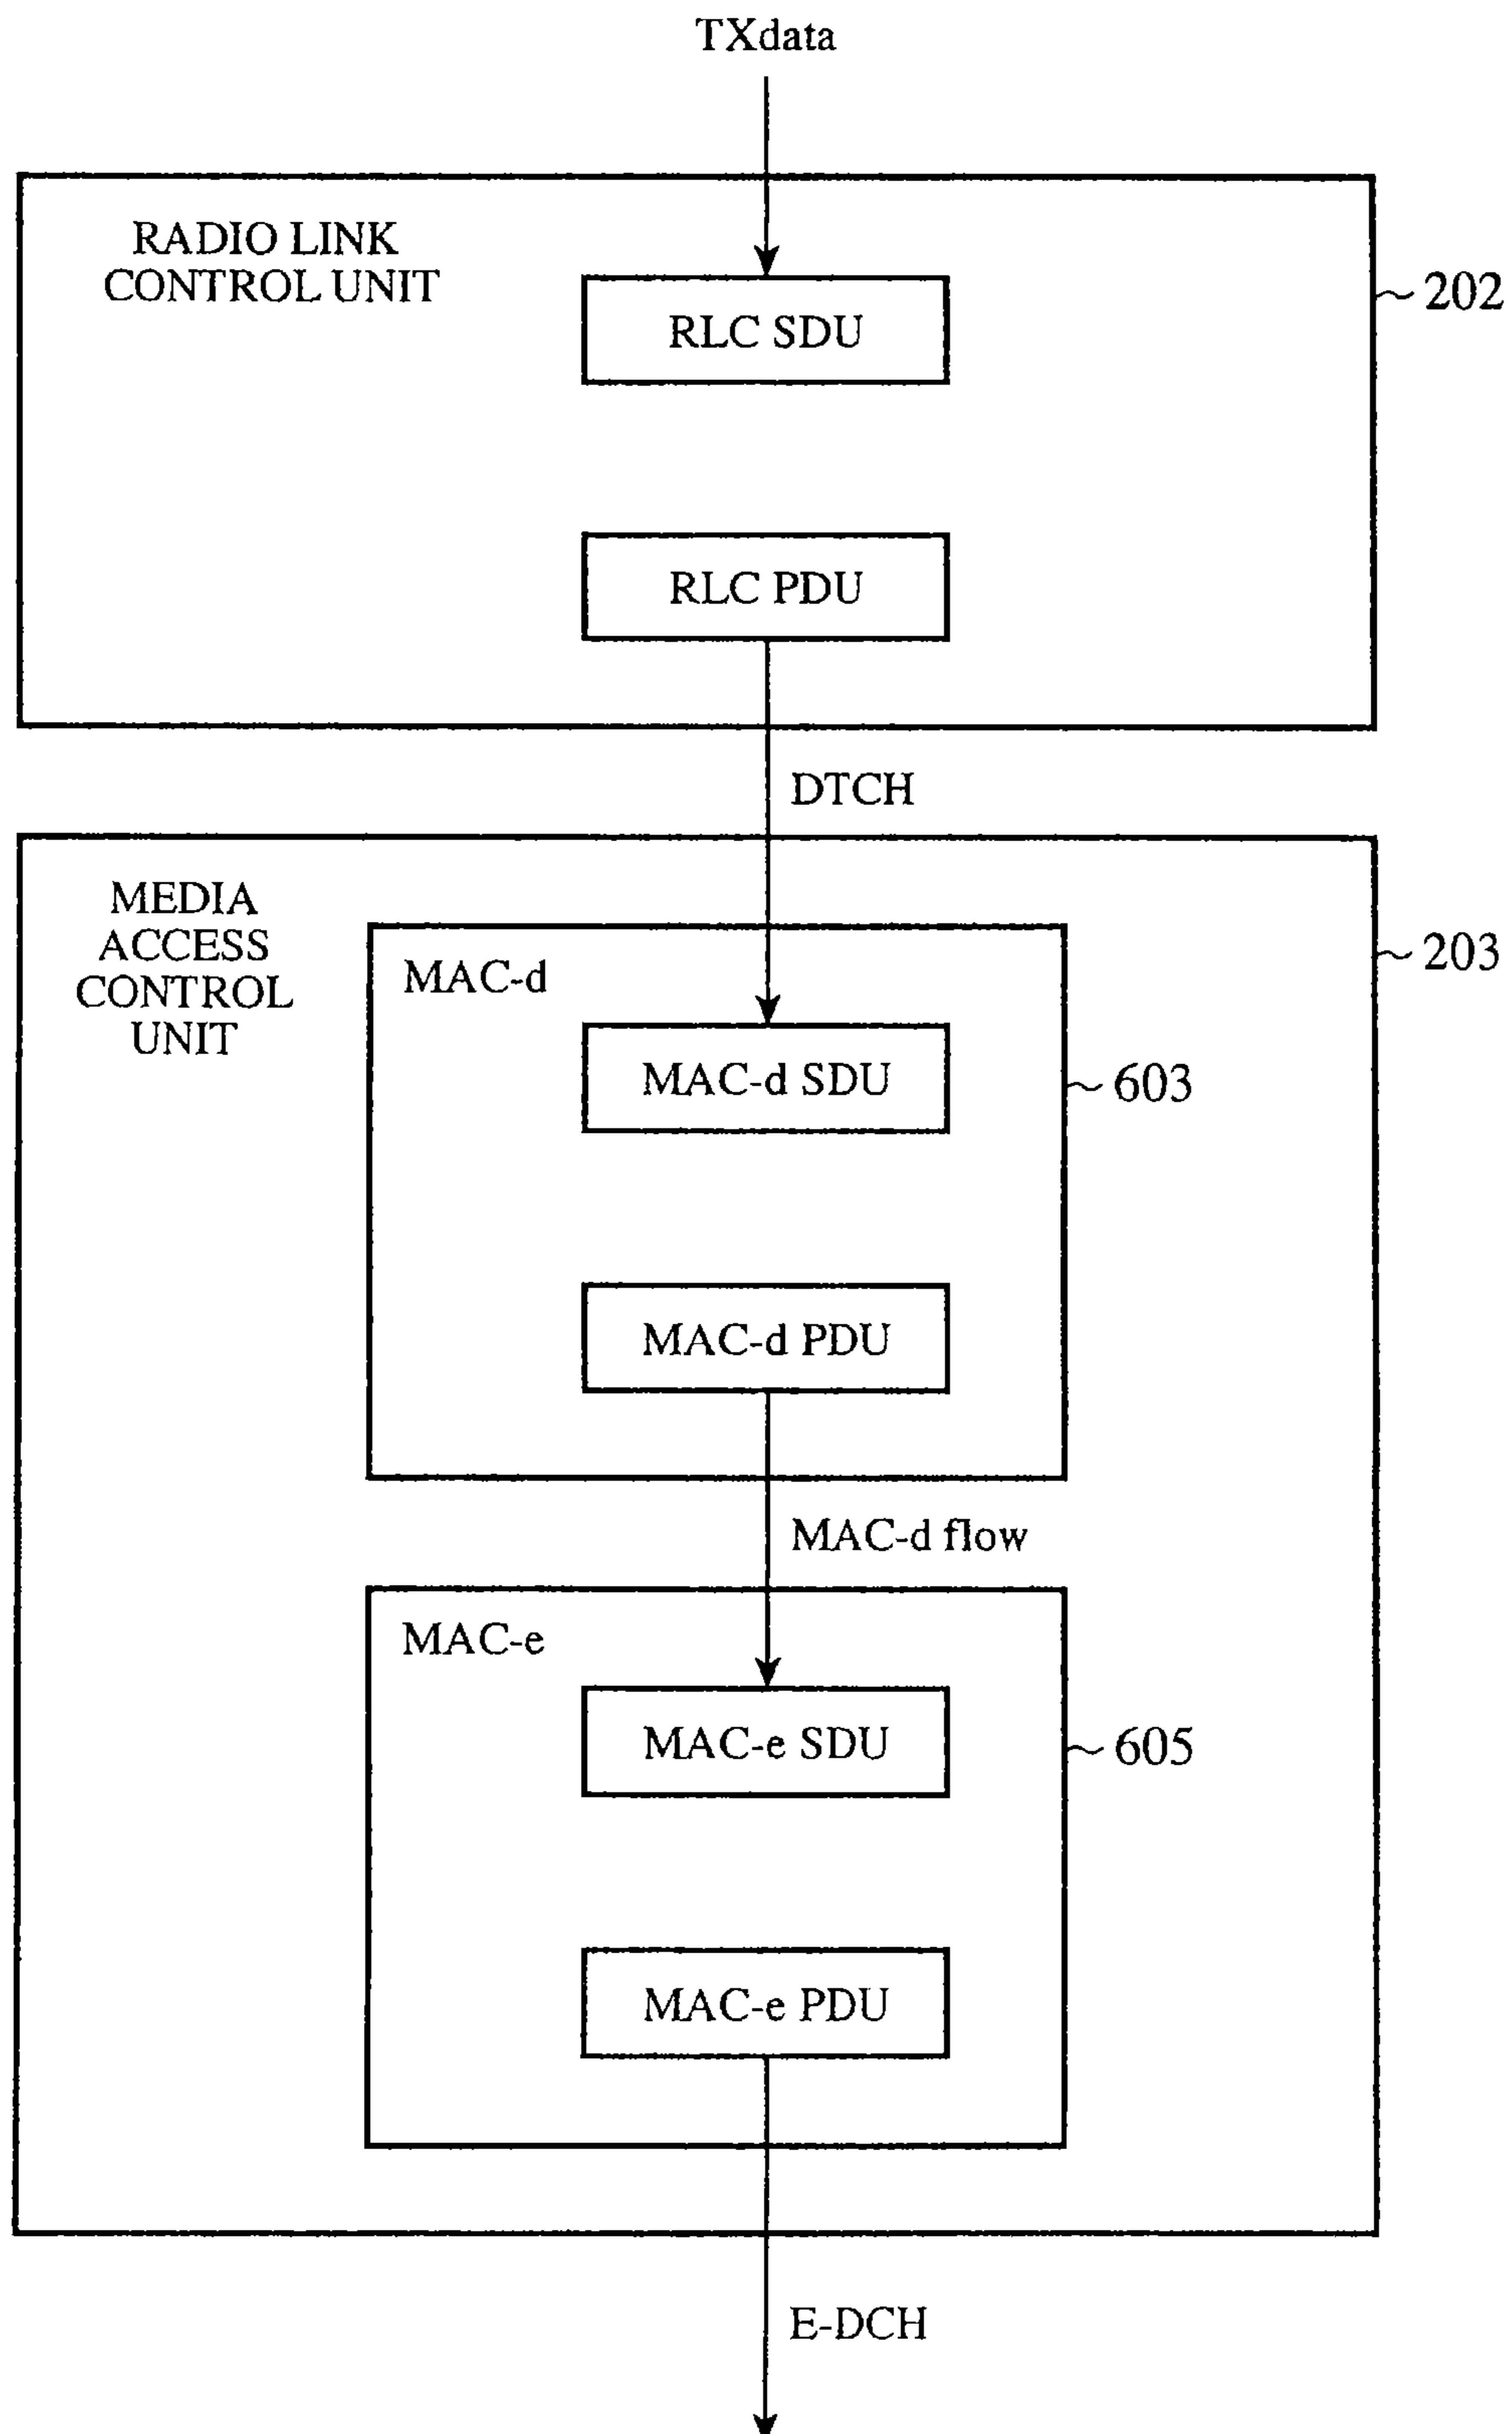 TXdata
RADIO LINK
CONTROL UNIT
202
RLC SDU
RLC PDU
DTCH
MEDIA
ACCESS
CONTROL
UNIT
203
MAC-d
MAC-d SDU
603
MAC-d PDU
MAC-d flow
MAC-e
MAC-e SDU
605
MAC-e PDU
E-DCH